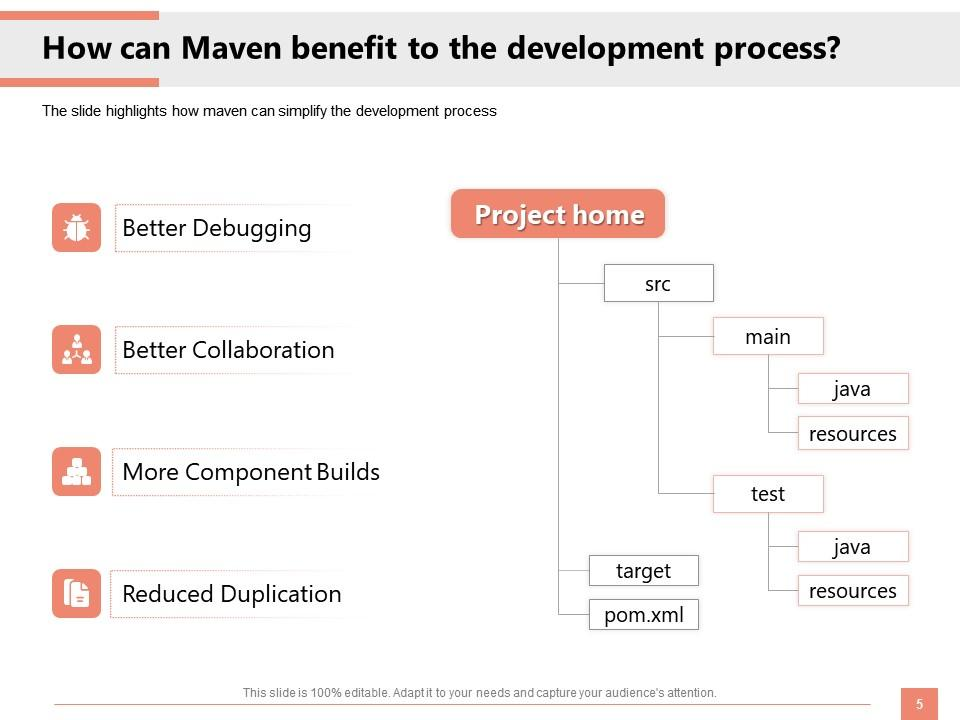 How can Maven benefit to the development process?
The slide highlights how maven can simplify the development process
Better Debugging
Better Collaboration
More Component Builds
Reduced Duplication
Project home
src
main
java
resources
test
java
resources
target
pom.xml
This slide is 100% editable. Adapt it to your needs and capture your audience's attention.
5